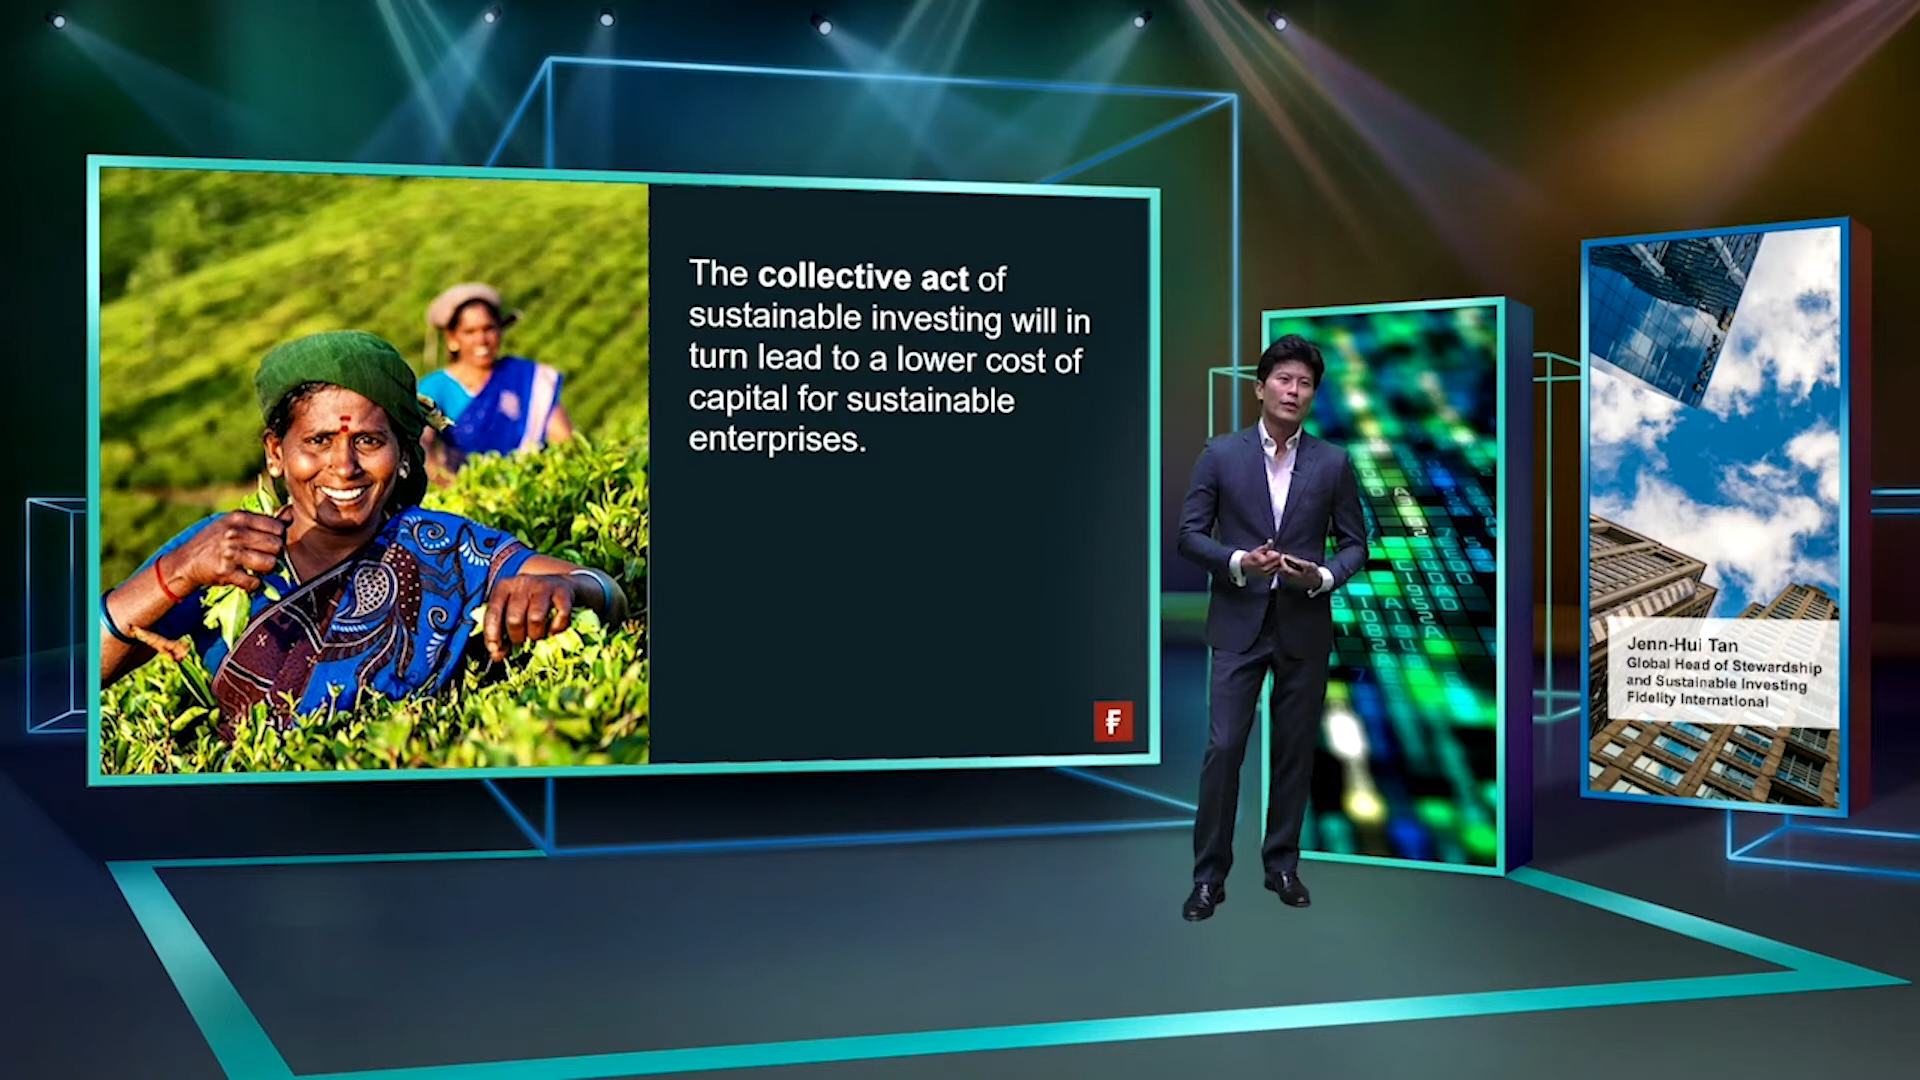 The collective act of
sustainable investing will in
turn lead to a lower cost of
capital for sustainable
enterprises.
Jenn-Hui Tan
Global Head of Stewardship
and Sustainable Investing
Fidelity International